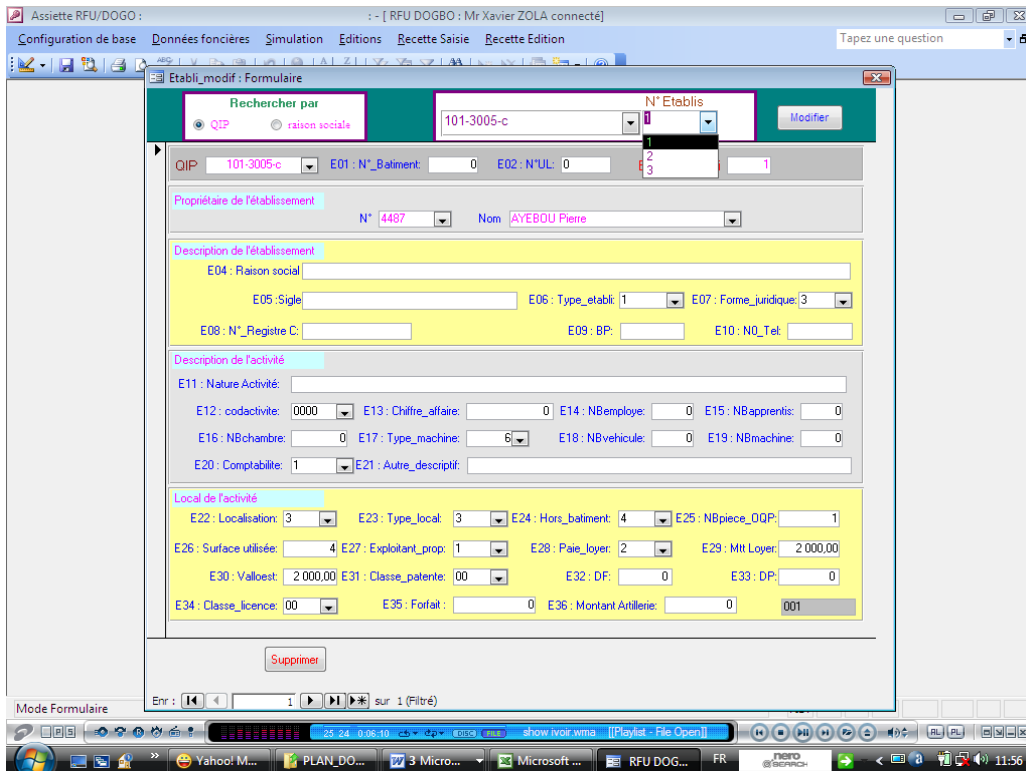 Assiette RFU/DOGO : : - [ RFU DOGBO : Mr Xavier ZOLA connecté]
Configuration de base Données foncières Simulation Editions Recette Saisie Recette Edition Tapez une question
Etabli_modif : Formulaire
Rechercher par
QIP raison sociale
N° Etablis
101-3005-c 1
Modifier
1
2
3
QIP 101-3005-c E01 : N°_Batiment: 0 E02 : N°UL: 0 1
Propriétaire de l'établissement
N° 4487 Nom AYEBOU Pierre
Description de l'établissement
E04 : Raison social
E05 :Sigle E06 : Type_etabli: 1 E07 : Forme_juridique: 3
E08 : N°_Registre C: E09 : BP: E10 : N0_Tel:
Description de l'activité
E11 : Nature Activité:
E12 : codactivite: 0000 E13 : Chiffre_affaire: 0 E14 : NBemploye: 0 E15 : NBapprentis: 0
E16 : NBchambre: 0 E17 : Type_machine: 6 E18 : NBvehicule: 0 E19 : NBmachine: 0
E20 : Comptabilite: 1 E21 : Autre_descriptif:
Local de l'activité
E22 : Localisation: 3 E23 : Type_local: 3 E24 : Hors_batiment: 4 E25 : NBpiece_OQP: 1
E26 : Surface utilisée: 4 E27 : Exploitant_prop: 1 E28 : Paie_loyer: 2 E29 : Mtt Loyer: 2 000,00
E30 : Valloest: 2 000,00 E31 : Classe_patente: 00 E32 : DF: 0 E33 : DP: 0
E34 : Classe_licence: 00 E35 : Forfait : 0 E36 : Montant Artillerie: 0 001
Supprimer
Enr : 1 sur 1 (Filtré)
Mode Formulaire
25 24 0:06:10 DISC FILE show ivoir.wma [[Playlist - File Open]] RL PL
Yahoo! M... PLAN_DO... 3 Micro... Microsoft ... RFU DOG... FR nero SEARCH 11:56